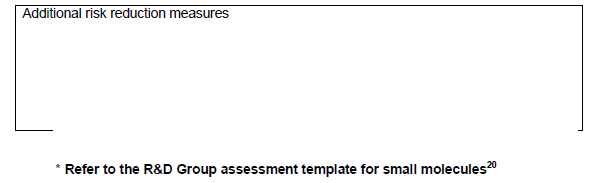 Additional risk reduction measures
* Refer to the R&D Group assessment template for small molecules20